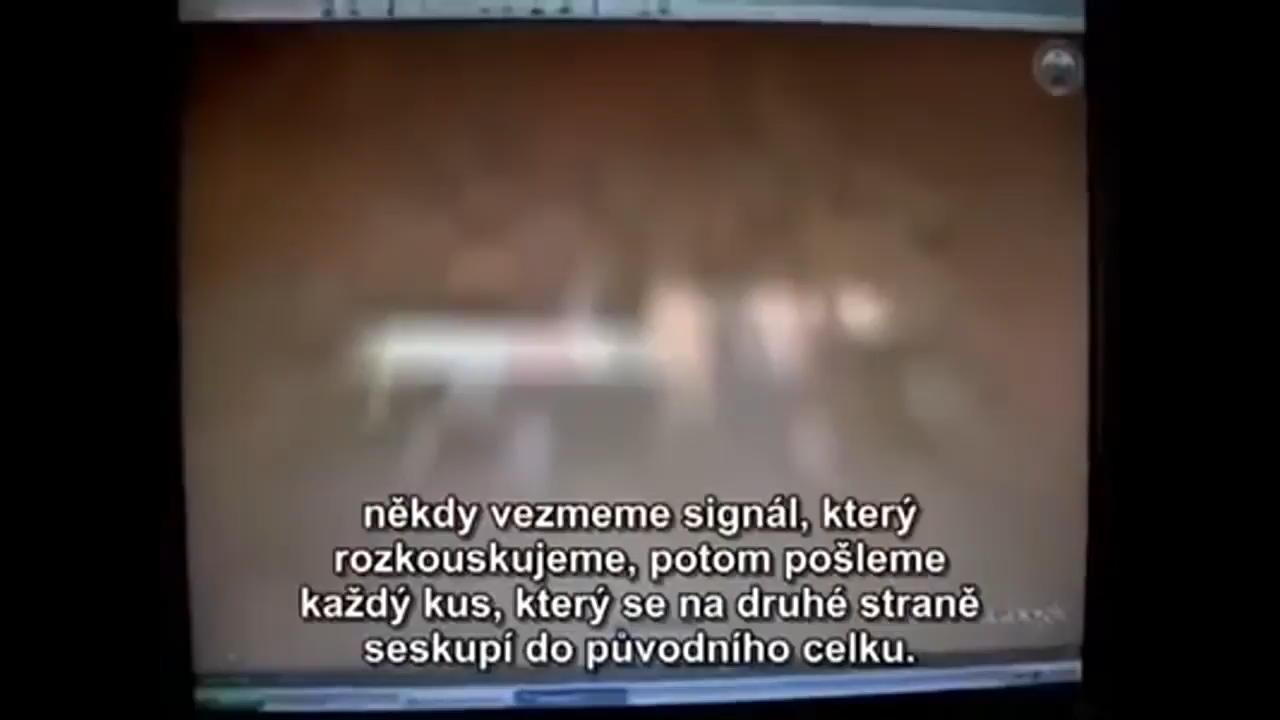 někdy vezmeme signál, který
rozkouskujeme, potom pošleme
každý kus, který se na druhé straně
seskupí do původního celku.